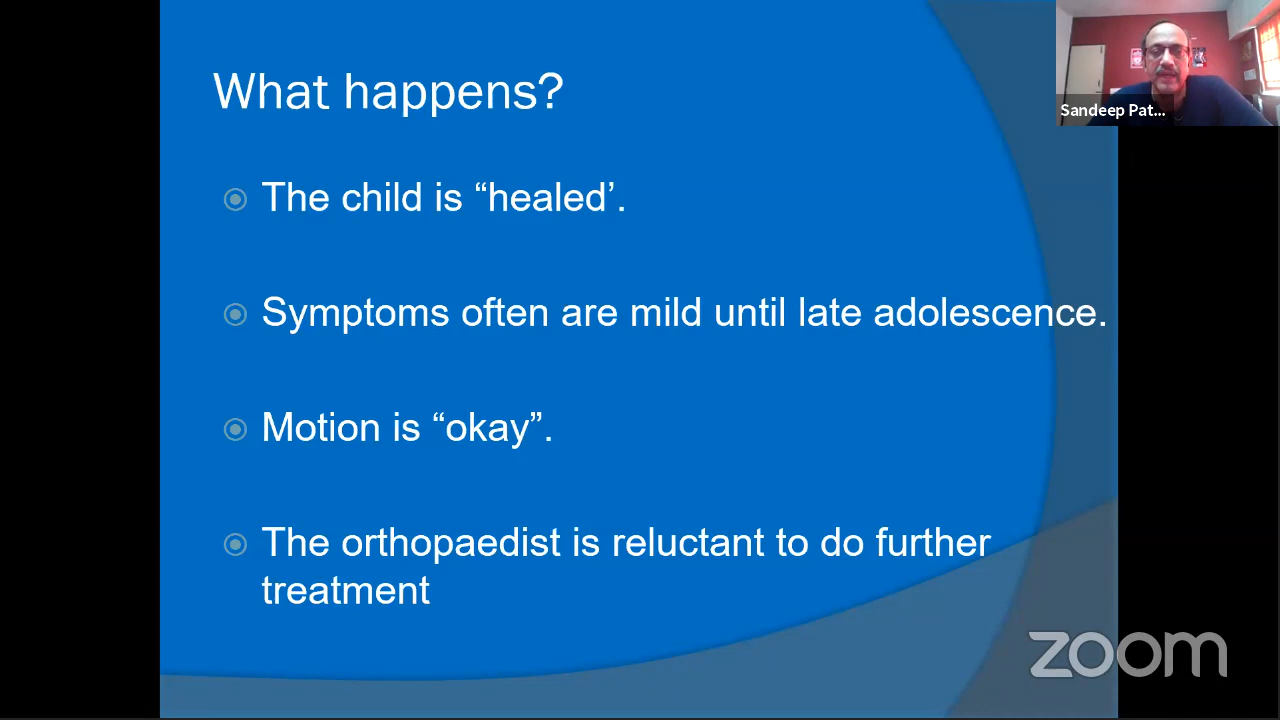 What happens?
Sandeep Pat...
The child is “healed’.
Symptoms often are mild until late adolescence.
Motion is “okay”.
The orthopaedist is reluctant to do further
treatment
zoom